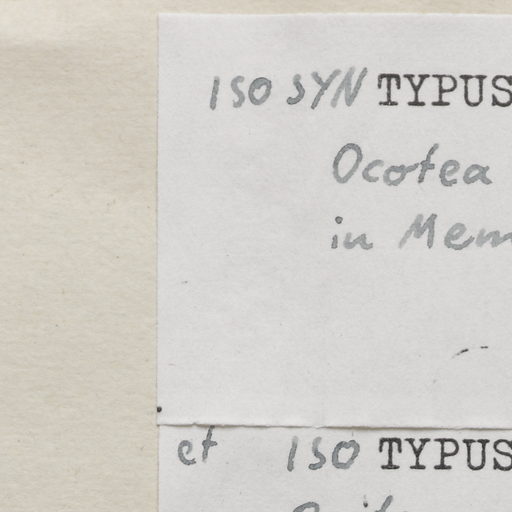 ISO SYN TYPUS
Ocotea
in Mem
et ISO TYPUS